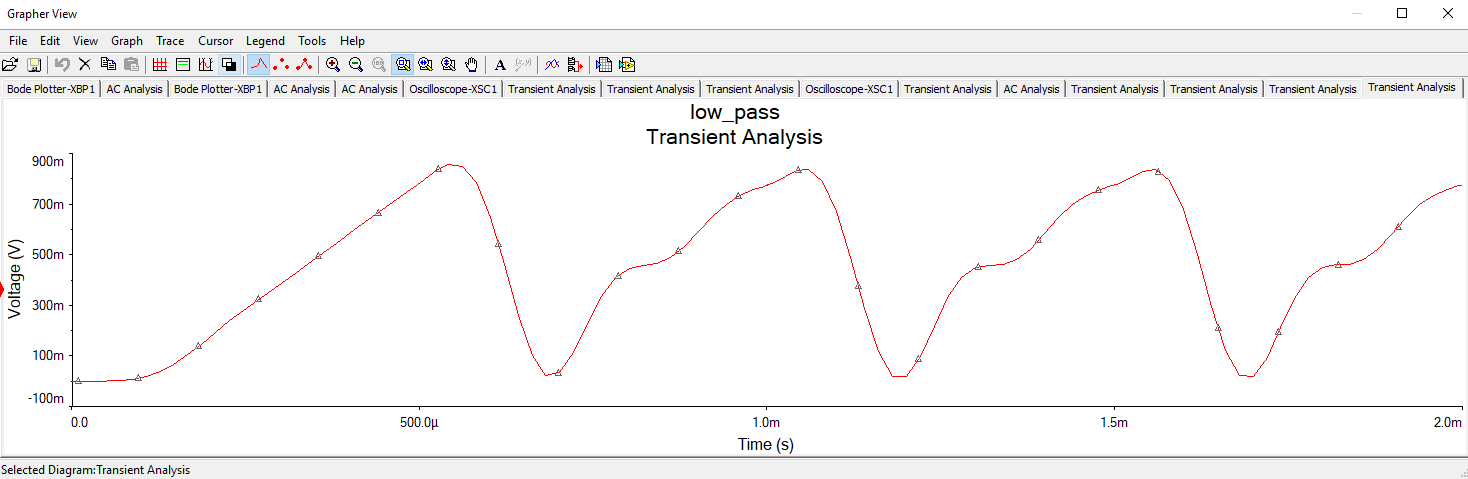 Grapher View
File Edit View Graph Trace Cursor Legend Tools Help
Bode Plotter-XBP1 AC Analysis Bode Plotter-XBP1 AC Analysis AC Analysis Oscilloscope-XSC1 Transient Analysis Transient Analysis Transient Analysis Oscilloscope-XSC1 Transient Analysis AC Analysis Transient Analysis Transient Analysis Transient Analysis Transient Analysis
low_pass
Transient Analysis
900m
700m
500m
300m
100m
-100m
Voltage (V)
0.0 500.0µ 1.0m 1.5m 2.0m
Time (s)
Selected Diagram:Transient Analysis